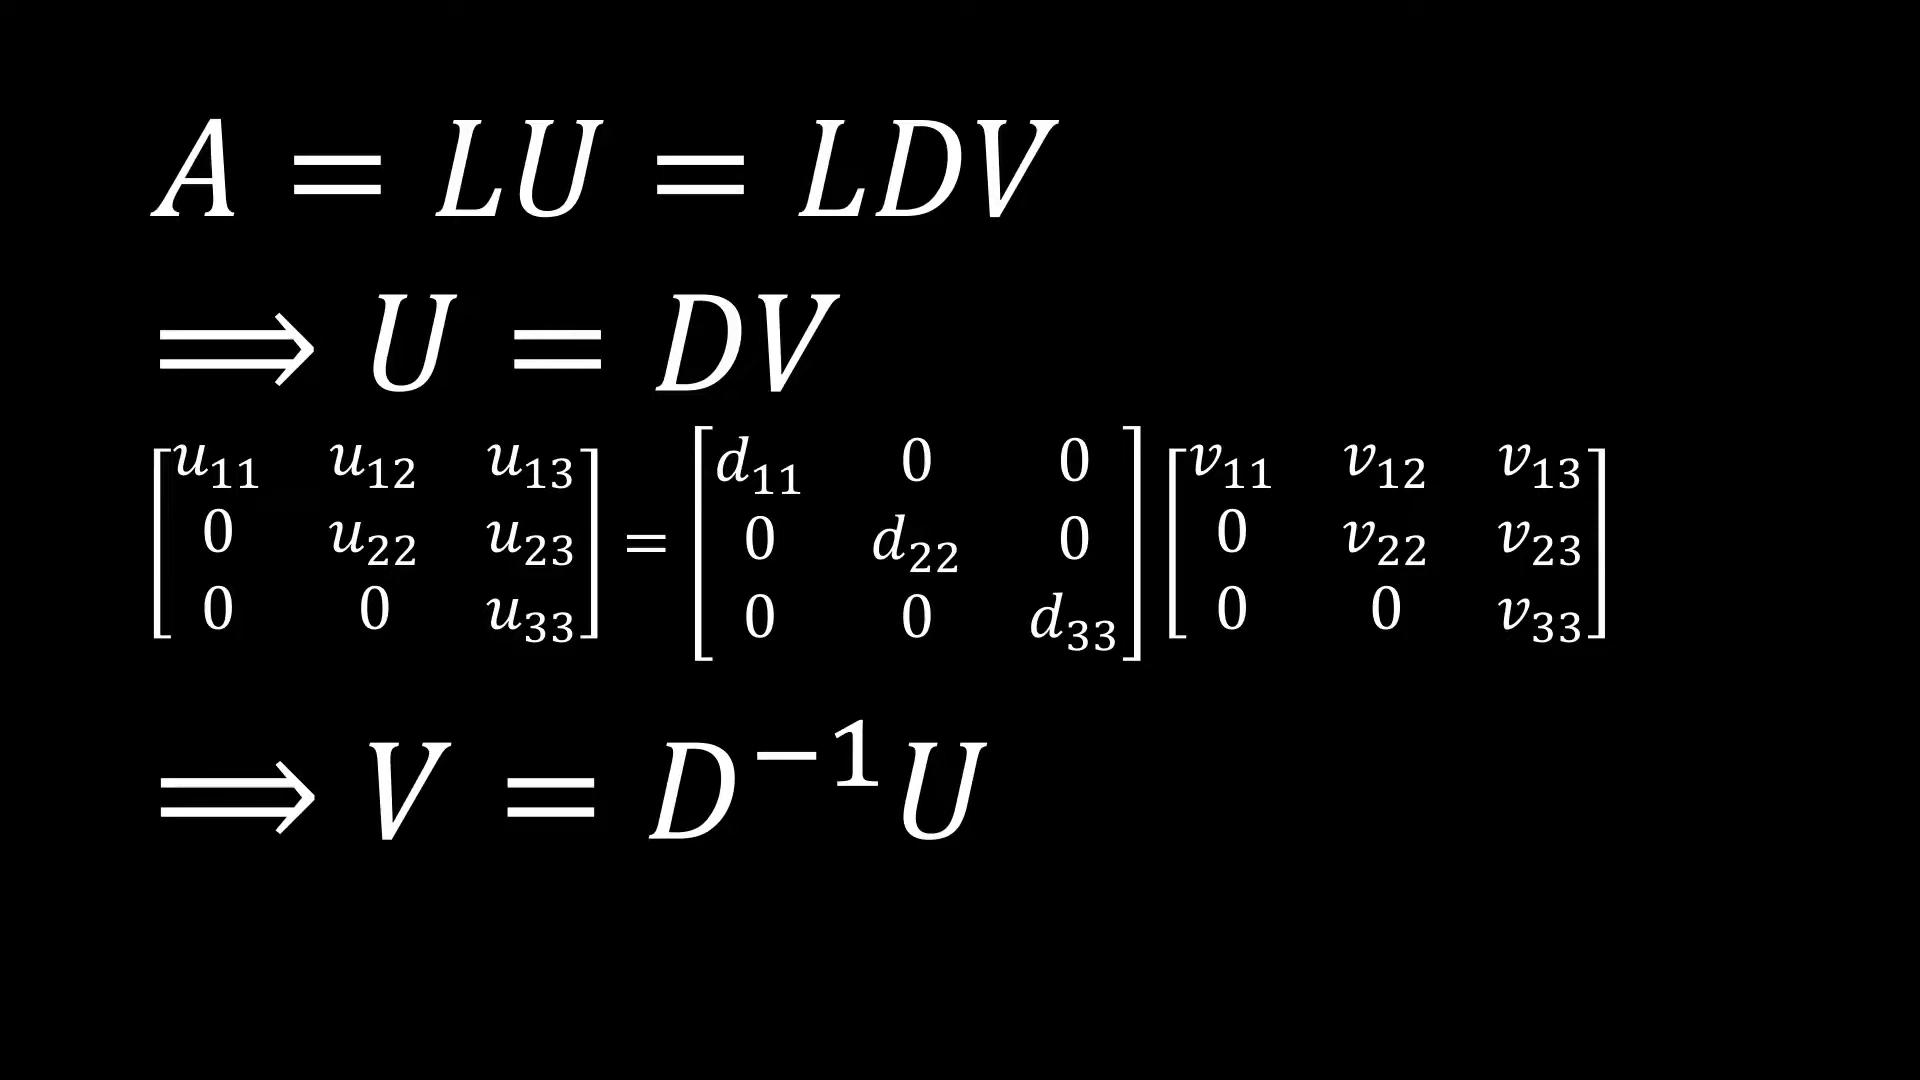 A = LU = LDV
⟹ U = DV
[u₁₁ u₁₂ u₁₃; 0 u₂₂ u₂₃; 0 0 u₃₃] = [d₁₁ 0 0; 0 d₂₂ 0; 0 0 d₃₃] [v₁₁ v₁₂ v₁₃; 0 v₂₂ v₂₃; 0 0 v₃₃]
⟹ V = D⁻¹U